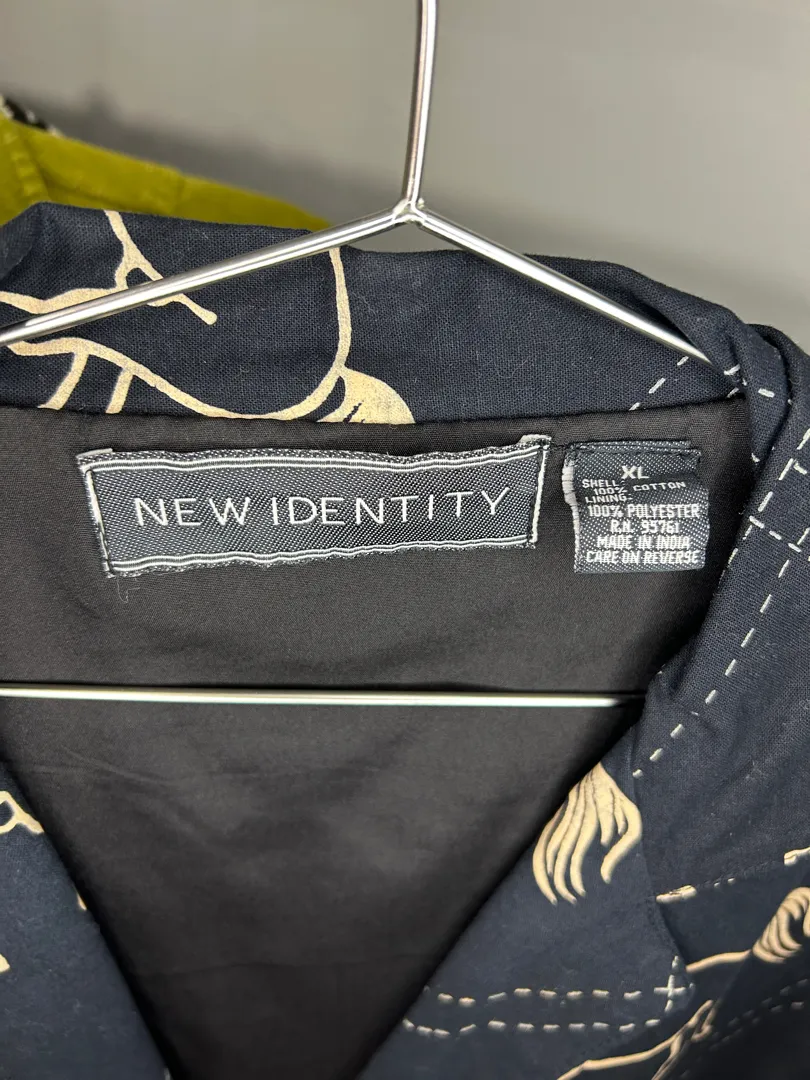 NEW IDENTITY
XL
SHELL:
100% COTTON
LINING:
100% POLYESTER
R.N. 95761
MADE IN INDIA
CARE ON REVERSE